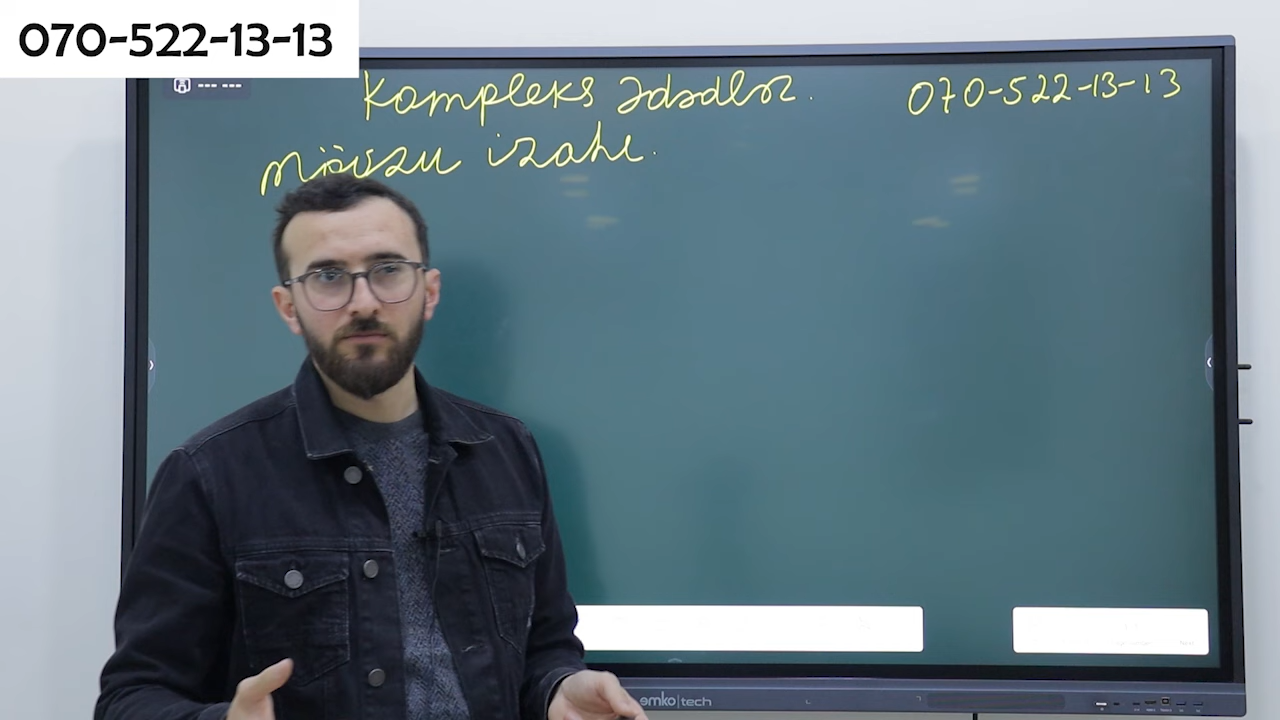 070-522-13-13
Kompleks Ədədlər.
070-522-13-13
mövzu izahı.
emko|tech